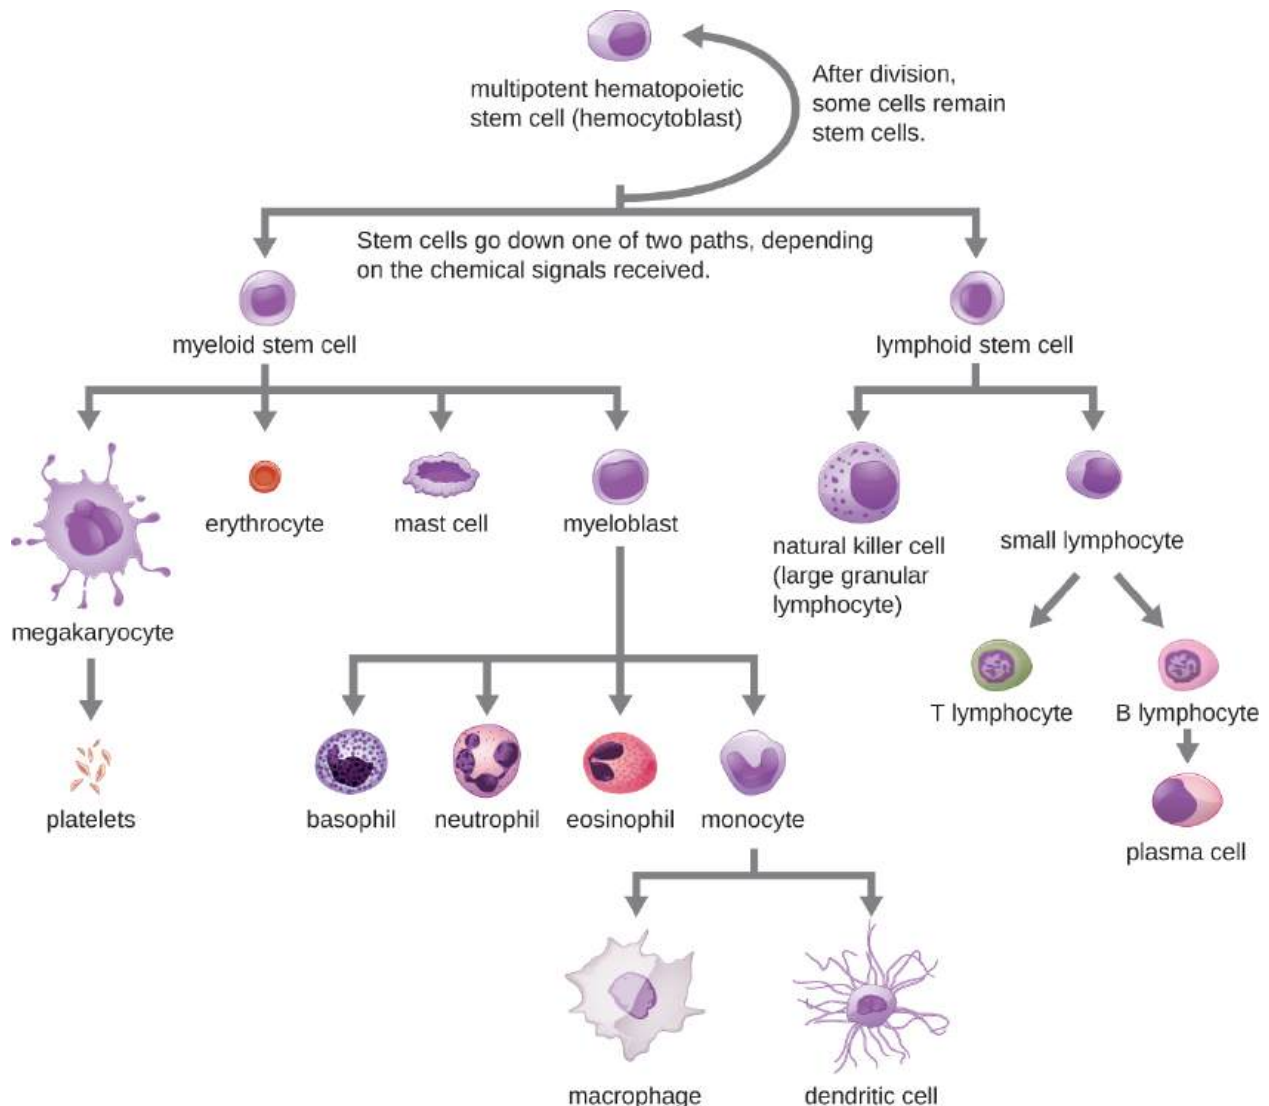 multipotent hematopoietic
stem cell (hemocytoblast)
After division,
some cells remain
stem cells.
Stem cells go down one of two paths, depending
on the chemical signals received.
myeloid stem cell
lymphoid stem cell
megakaryocyte
erythrocyte
mast cell
myeloblast
natural killer cell
(large granular
lymphocyte)
small lymphocyte
T lymphocyte
B lymphocyte
platelets
basophil
neutrophil
eosinophil
monocyte
plasma cell
macrophage
dendritic cell